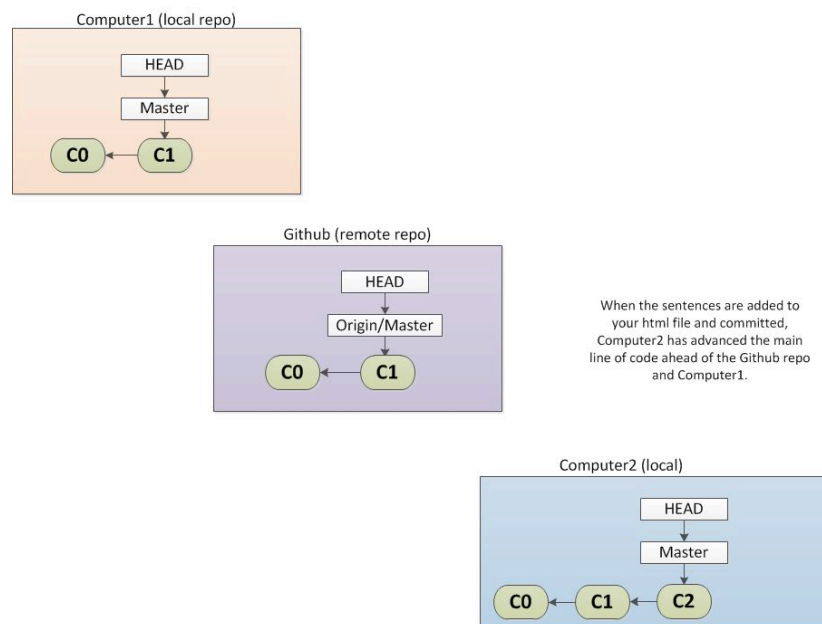 Computer1 (local repo)
HEAD
Master
C0
C1
Github (remote repo)
HEAD
Origin/Master
C0
C1
When the sentences are added to
your html file and committed,
Computer2 has advanced the main
line of code ahead of the Github repo
and Computer1.
Computer2 (local)
HEAD
Master
C0
C1
C2